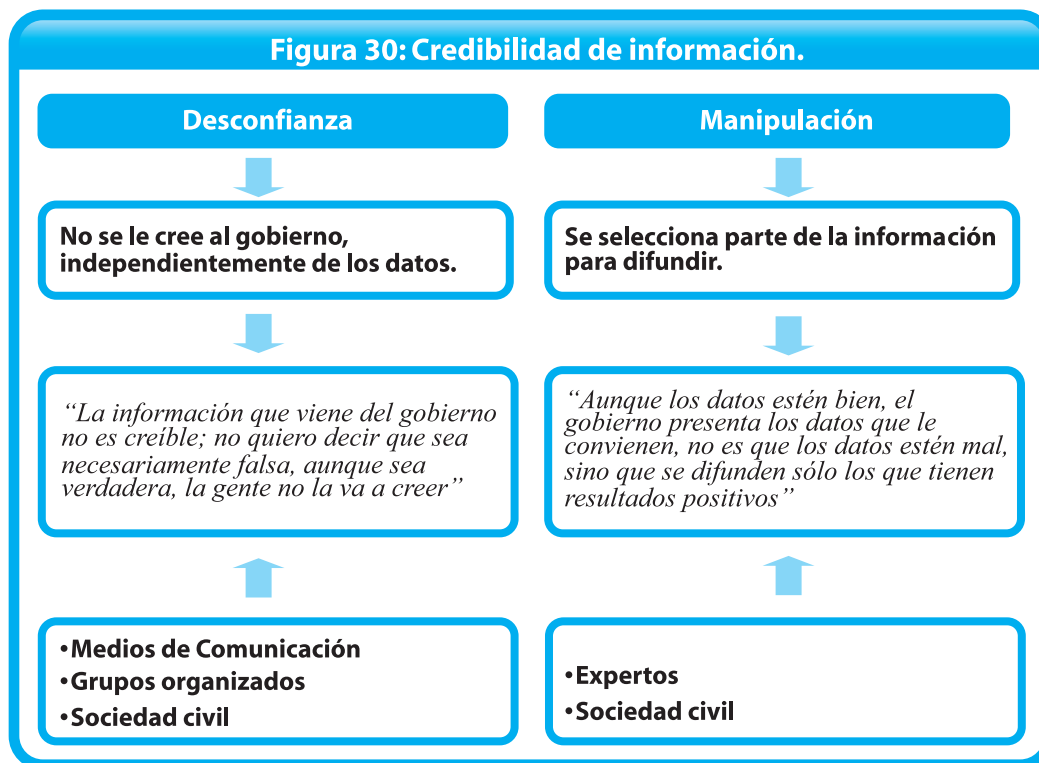 Figura 30: Credibilidad de información.
Desconfianza
No se le cree al gobierno,
independientemente de los datos.
“La información que viene del gobierno
no es creíble; no quiero decir que sea
necesariamente falsa, aunque sea
verdadera, la gente no la va a creer”
•Medios de Comunicación
•Grupos organizados
•Sociedad civil
Manipulación
Se selecciona parte de la información
para difundir.
“Aunque los datos estén bien, el
gobierno presenta los datos que le
convienen, no es que los datos estén mal,
sino que se difunden sólo los que tienen
resultados positivos”
•Expertos
•Sociedad civil